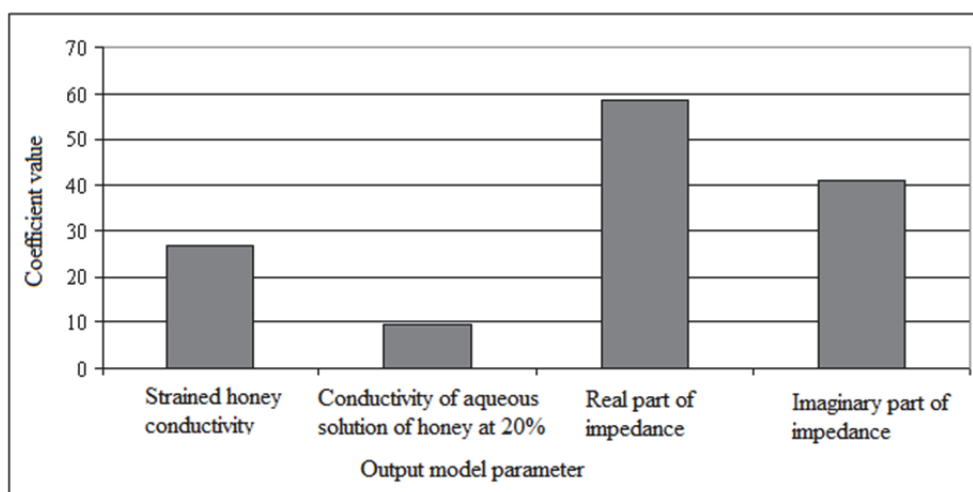 70
60
50
40
30
20
10
0
Coefficient value
Strained honey
conductivity
Conductivity of aqueous
solution of honey at 20%
Real part of
impedance
Imaginary part of
impedance
Output model parameter